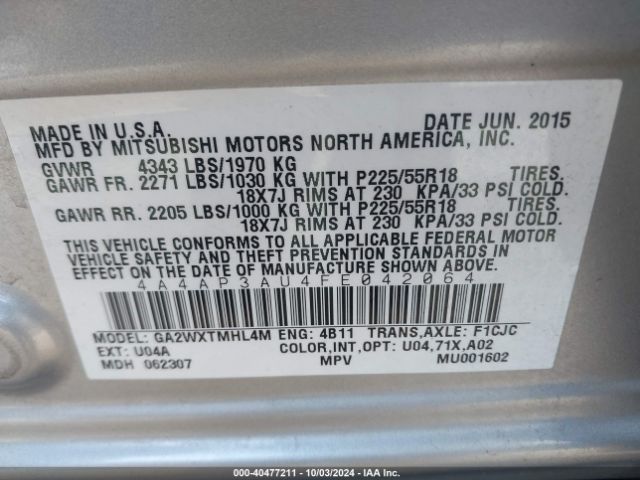 MADE IN U.S.A. DATE JUN. 2015
MFD BY MITSUBISHI MOTORS NORTH AMERICA, INC.
GVWR 4343 LBS/1970 KG
GAWR FR. 2271 LBS/1030 KG WITH P225/55R18 TIRES.
18X7J RIMS AT 230 KPA/33 PSI COLD.
GAWR RR. 2205 LBS/1000 KG WITH P225/55R18 TIRES.
18X7J RIMS AT 230 KPA/33 PSI COLD.
THIS VEHICLE CONFORMS TO ALL APPLICABLE FEDERAL MOTOR
VEHICLE SAFETY AND THEFT PREVENTION STANDARDS IN
EFFECT ON THE DATE OF MANUFACTURE SHOWN ABOVE.
4A4AP3AU4FE042064
MODEL: GA2WXTMHL4M ENG: 4B11 TRANS,AXLE: F1CJC
EXT: U04A COLOR,INT,OPT: U04,71X,A02
MDH 062307 MPV MU001602
000-40477211 - 10/03/2024 - IAA Inc.